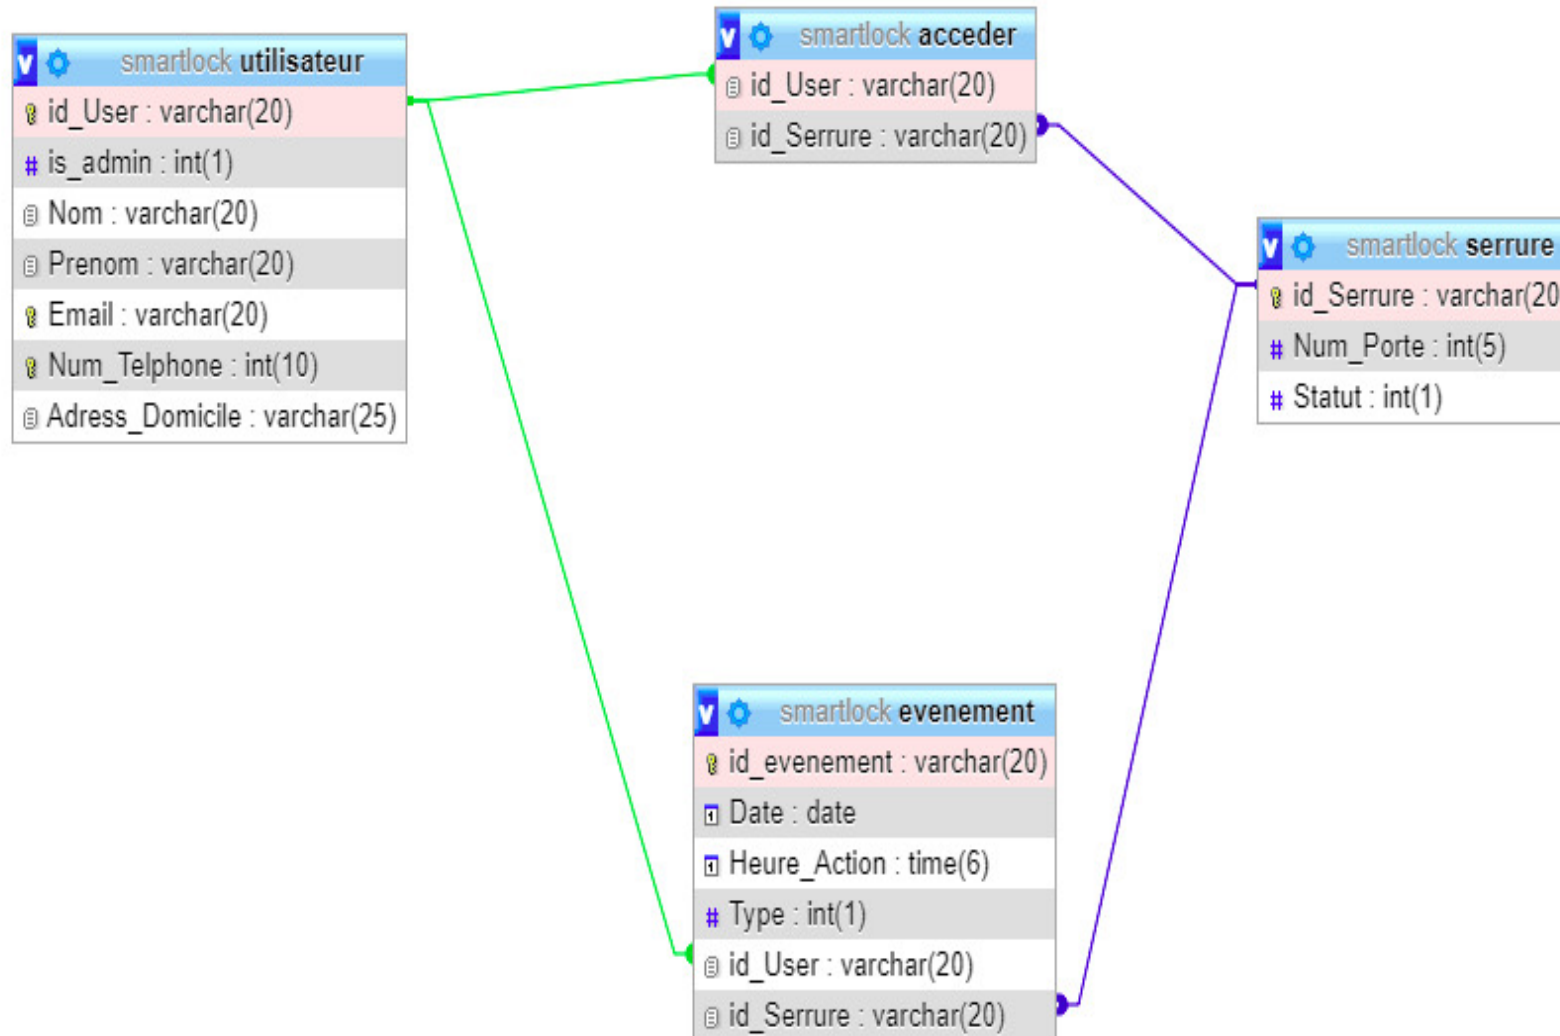 smartlock utilisateur
id_User : varchar(20)
is_admin : int(1)
Nom : varchar(20)
Prenom : varchar(20)
Email : varchar(20)
Num_Telphone : int(10)
Adress_Domicile : varchar(25)
smartlock acceder
id_User : varchar(20)
id_Serrure : varchar(20)
smartlock serrure
id_Serrure : varchar(20
Num_Porte : int(5)
Statut : int(1)
smartlock evenement
id_evenement : varchar(20)
Date : date
Heure_Action : time(6)
Type : int(1)
id_User : varchar(20)
id_Serrure : varchar(20)